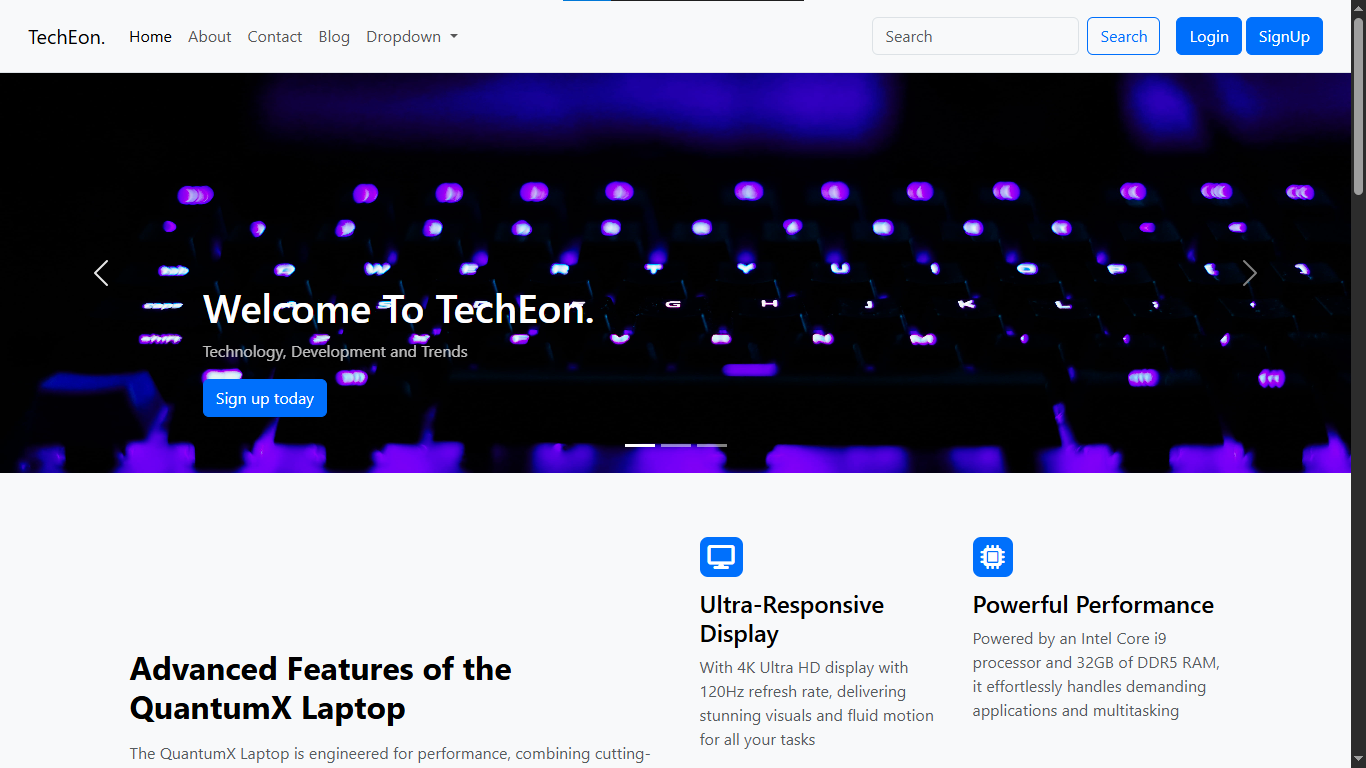 TechEon. Home About Contact Blog Dropdown Search Search Login SignUp
Welcome To TechEon.
Technology, Development and Trends
Sign up today
Advanced Features of the
QuantumX Laptop
The QuantumX Laptop is engineered for performance, combining cutting-
Ultra-Responsive
Display
With 4K Ultra HD display with
120Hz refresh rate, delivering
stunning visuals and fluid motion
for all your tasks
Powerful Performance
Powered by an Intel Core i9
processor and 32GB of DDR5 RAM,
it effortlessly handles demanding
applications and multitasking